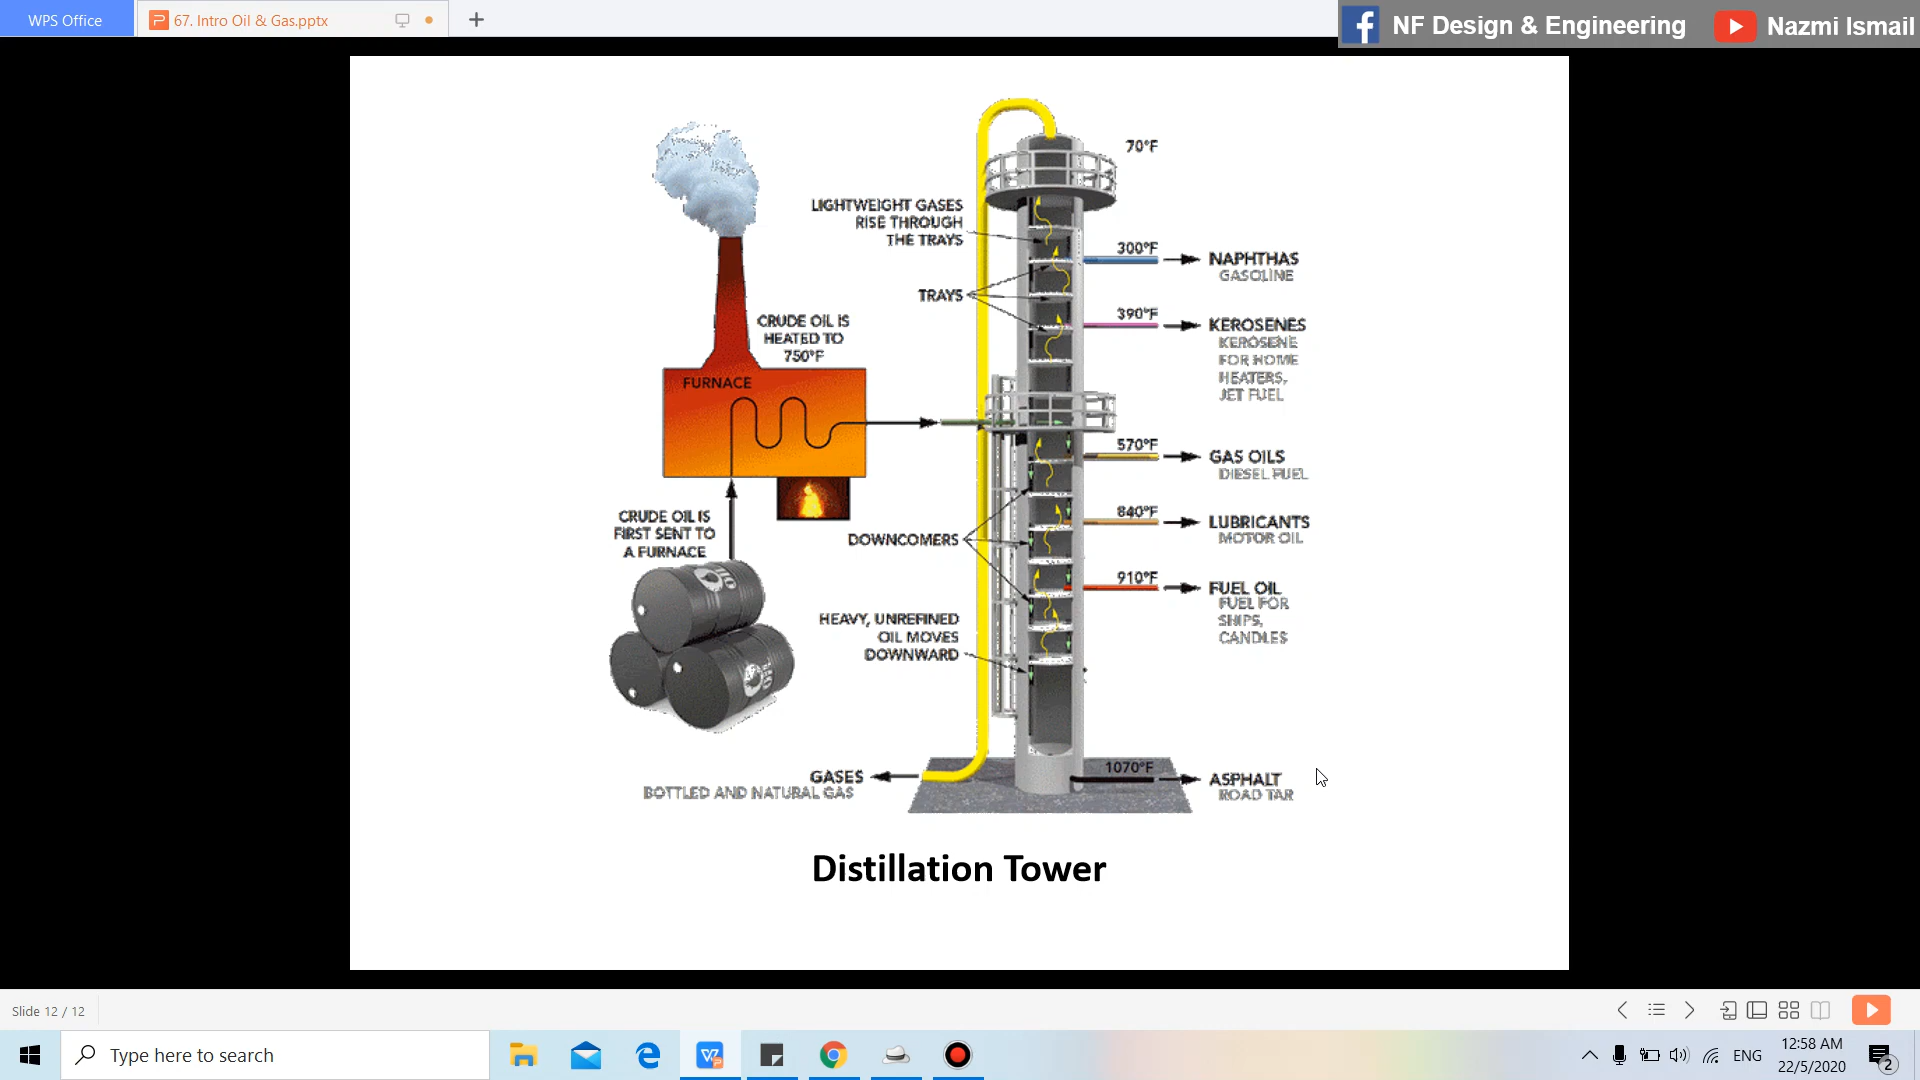 WPS Office
67. Intro Oil & Gas.pptx
NF Design & Engineering
Nazmi Ismail
70°F
LIGHTWEIGHT GASES
RISE THROUGH
THE TRAYS
300°F
NAPHTHAS
GASOLINE
TRAYS
390°F
KEROSENES
KEROSENE
FOR HOME
HEATERS,
JET FUEL
CRUDE OIL IS
HEATED TO
750°F
FURNACE
570°F
GAS OILS
DIESEL FUEL
CRUDE OIL IS
FIRST SENT TO
A FURNACE
DOWNCOMERS
840°F
LUBRICANTS
MOTOR OIL
910°F
FUEL OIL
FUEL FOR
SHIPS,
CANDLES
HEAVY, UNREFINED
OIL MOVES
DOWNWARD
OIL
OIL
GASES
BOTTLED AND NATURAL GAS
1070°F
ASPHALT
ROAD TAR
Distillation Tower
Slide 12 / 12
Type here to search
ENG
12:58 AM
22/5/2020
2